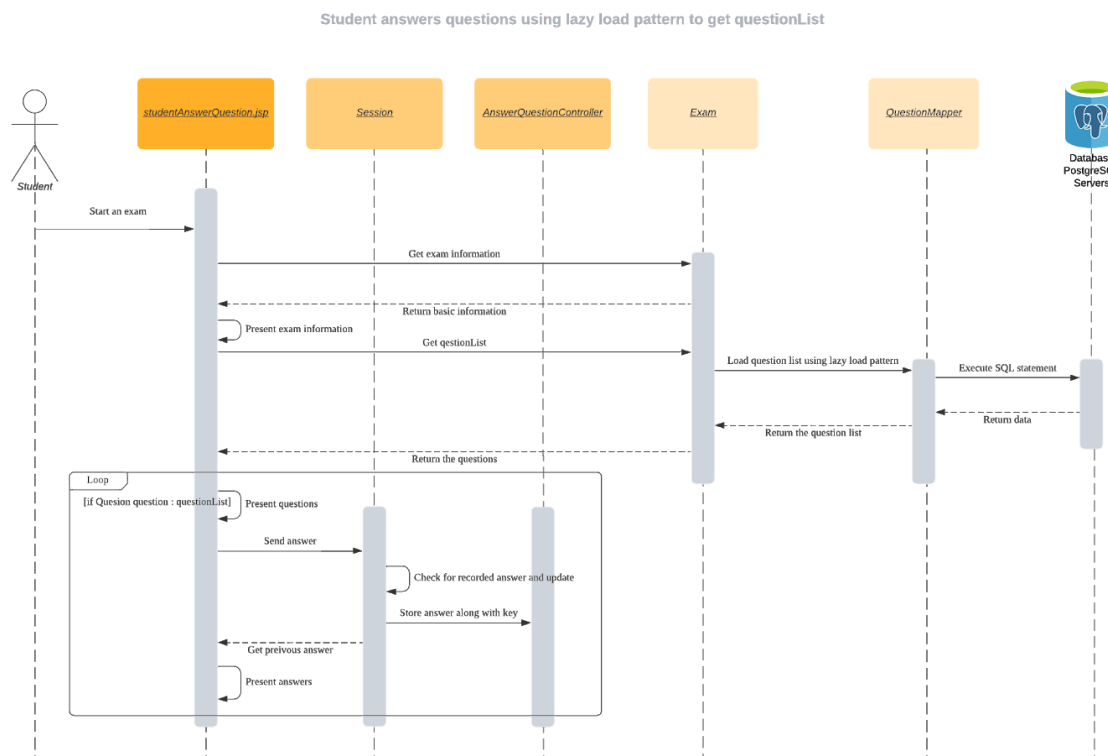 Student answers questions using lazy load pattern to get questionList
studentAnswerQuestion.jsp
Session
AnswerQuestionController
Exam
QuestionMapper
Student
Databas
PostgreSQ
Servers
Start an exam
Get exam information
Return basic information
Present exam information
Get qestionList
Load question list using lazy load pattern
Execute SQL statement
Return data
Return the question list
Return the questions
Loop
[if Quesion question : questionList]
Present questions
Send answer
Check for recorded answer and update
Store answer along with key
Get preivous answer
Present answers